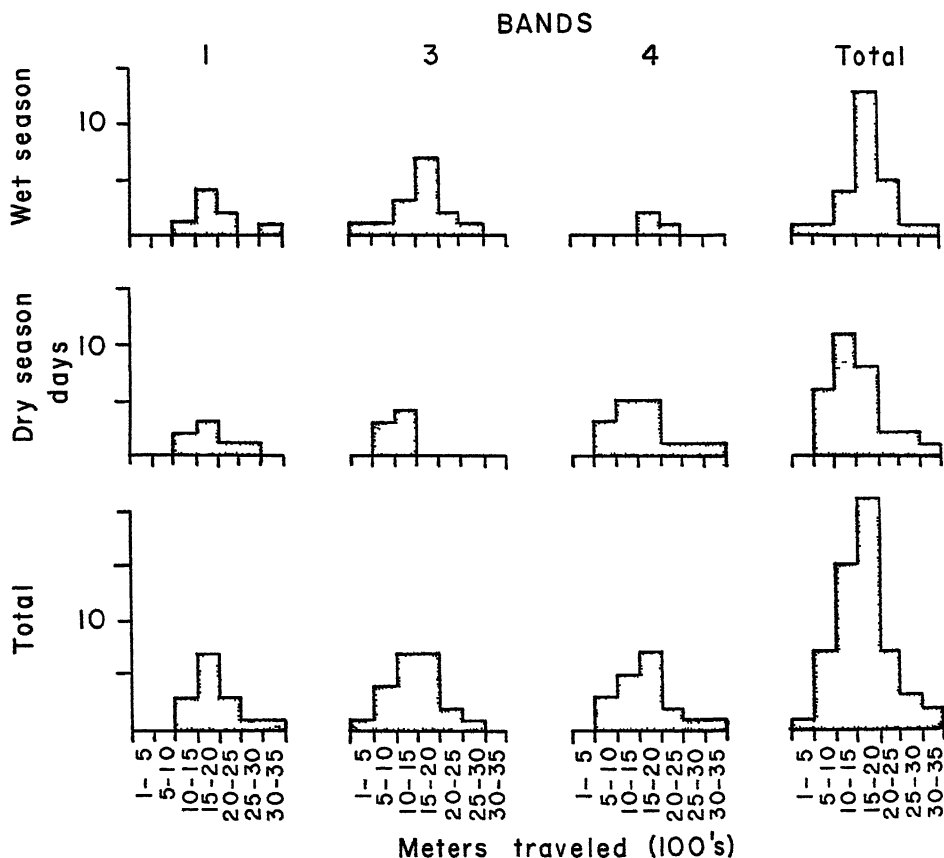 BANDS
1 3 4 Total
Wet season
10
Dry season
days
10
Total
10
1-5 5-10 10-15 15-20 20-25 25-30 30-35 1-5 5-10 10-15 15-20 20-25 25-30 30-35 1-5 5-10 10-15 15-20 20-25 25-30 30-35 1-5 5-10 10-15 15-20 20-25 25-30 30-35
Meters traveled (100's)